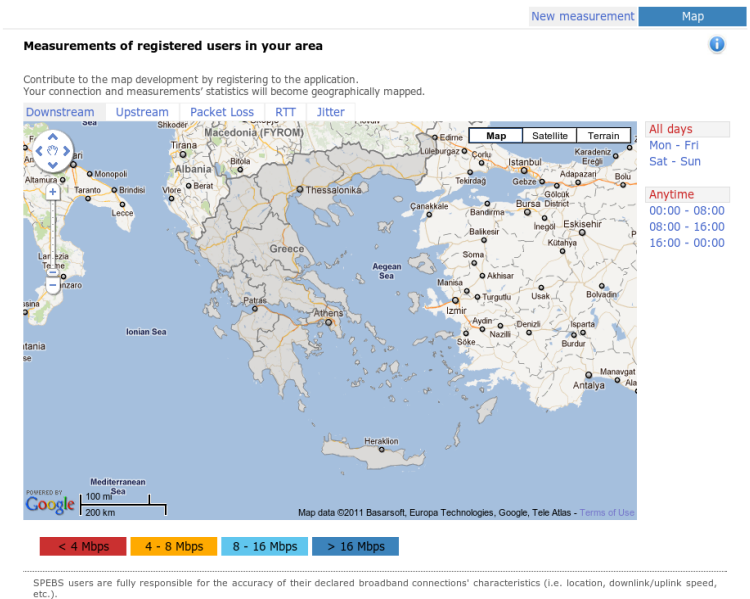 New measurement
Map
Measurements of registered users in your area
Contribute to the map development by registering to the application.
Your connection and measurements' statistics will become geographically mapped.
Downstream Upstream Packet Loss RTT Jitter
All days
Mon - Fri
Sat - Sun
Anytime
00:00 - 08:00
08:00 - 16:00
16:00 - 00:00
Map Satellite Terrain
Sea
Shkodër
Macedonia (FYROM)
Tirana
Albania
Bitola
Vlore
Berat
Altamura
Monopoli
Taranto
Brindisi
Lecce
Thessalonika
Edirne
Lüleburgaz
Çorlu
Tekirdağ
Istanbul
Gebze
Karadeniz
Ereğli
Adapazari
Bolu
Gölcük
District
Çanakkale
Bandirma
Bursa
İnegöl
Eskisehir
Balikesir
Kütahya
Soma
Akhisar
Manisa
Turgutlu
Usak
Bolvadin
Izmir
Aydin
Nazilli
Denizli
Isparta
Burdur
Söke
Manavgat
Antalya
Greece
Aegean
Sea
Patras
Athens
Ionian Sea
Heraklion
Mediterranean
Sea
POWERED BY
Google
100 mi
200 km
Map data ©2011 Basarsoft, Europa Technologies, Google, Tele Atlas - Terms of Use
< 4 Mbps 4 - 8 Mbps 8 - 16 Mbps > 16 Mbps
SPEBS users are fully responsible for the accuracy of their declared broadband connections' characteristics (i.e. location, downlink/uplink speed,
etc.).